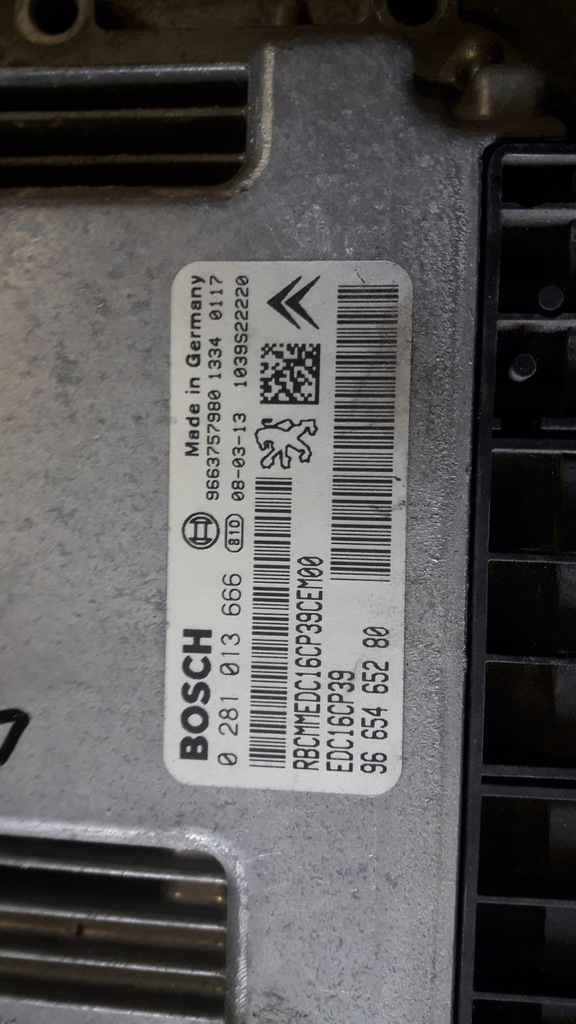 BOSCH
Made in Germany
0 281 013 666
9663757980 1334 0117
810
08-03-13 1039S22220
RBCMMEDC16CP39CEM00
EDC16CP39
96 654 652 80